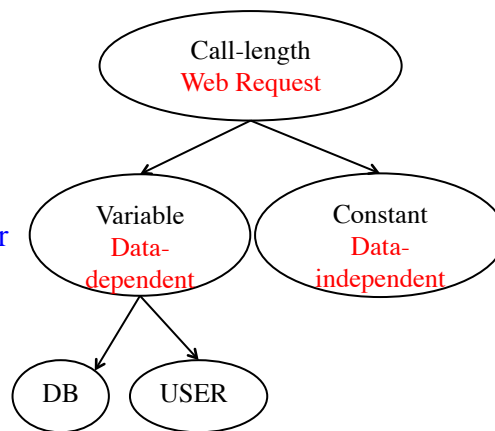 Call-length
Web Request
Variable
Data-
dependent
Constant
Data-
independent
DB
USER